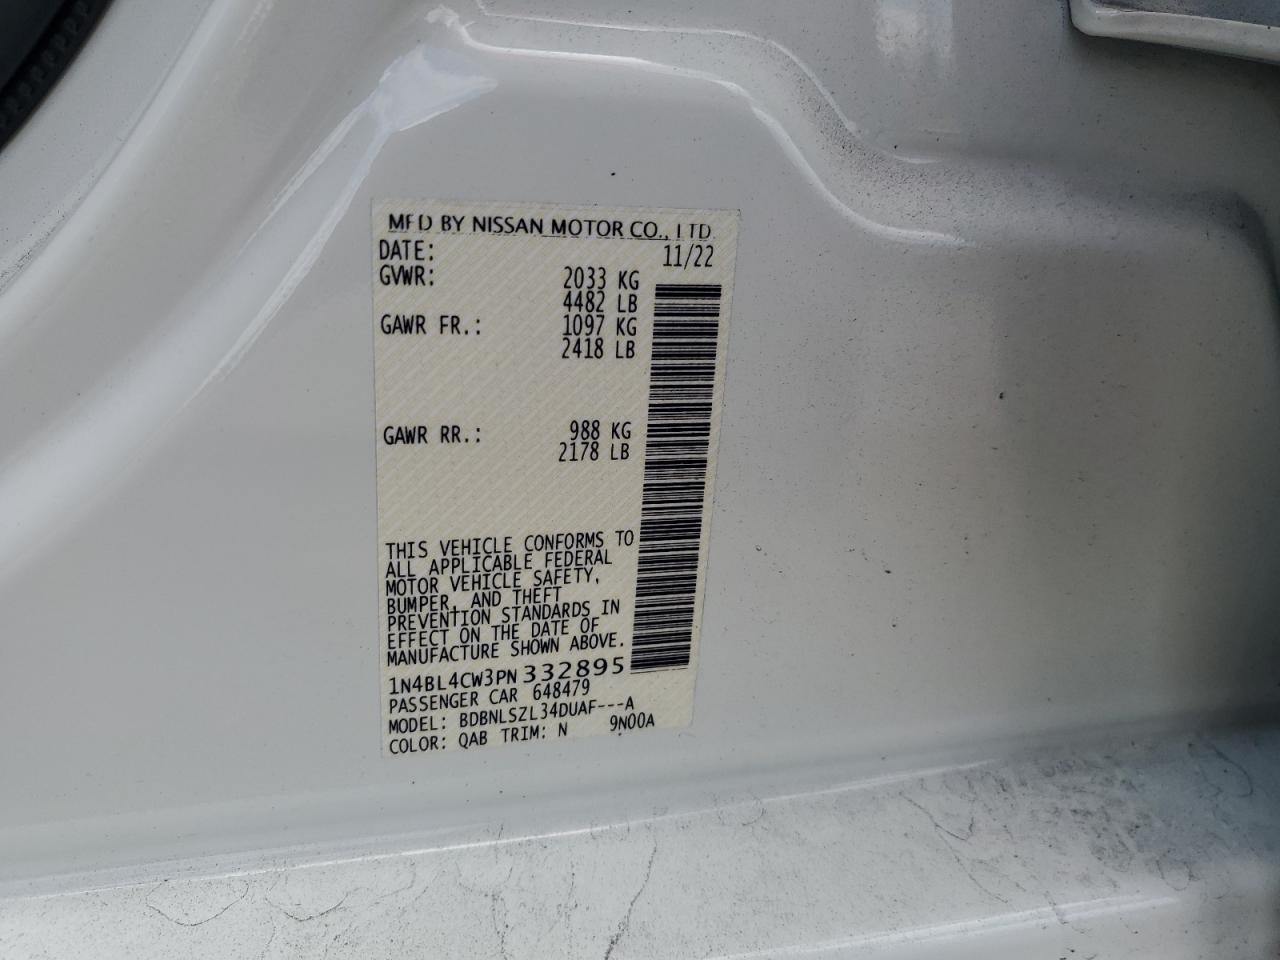 MFD BY NISSAN MOTOR CO., LTD.
DATE: 11/22
GVWR: 2033 KG
4482 LB
GAWR FR.: 1097 KG
2418 LB
GAWR RR.: 988 KG
2178 LB
THIS VEHICLE CONFORMS TO
ALL APPLICABLE FEDERAL
MOTOR VEHICLE SAFETY,
BUMPER, AND THEFT
PREVENTION STANDARDS IN
EFFECT ON THE DATE OF
MANUFACTURE SHOWN ABOVE.
1N4BL4CW3PN332895
PASSENGER CAR 648479
MODEL: BDBNLSZL34DUAF---A
COLOR: QAB TRIM: N 9N00A